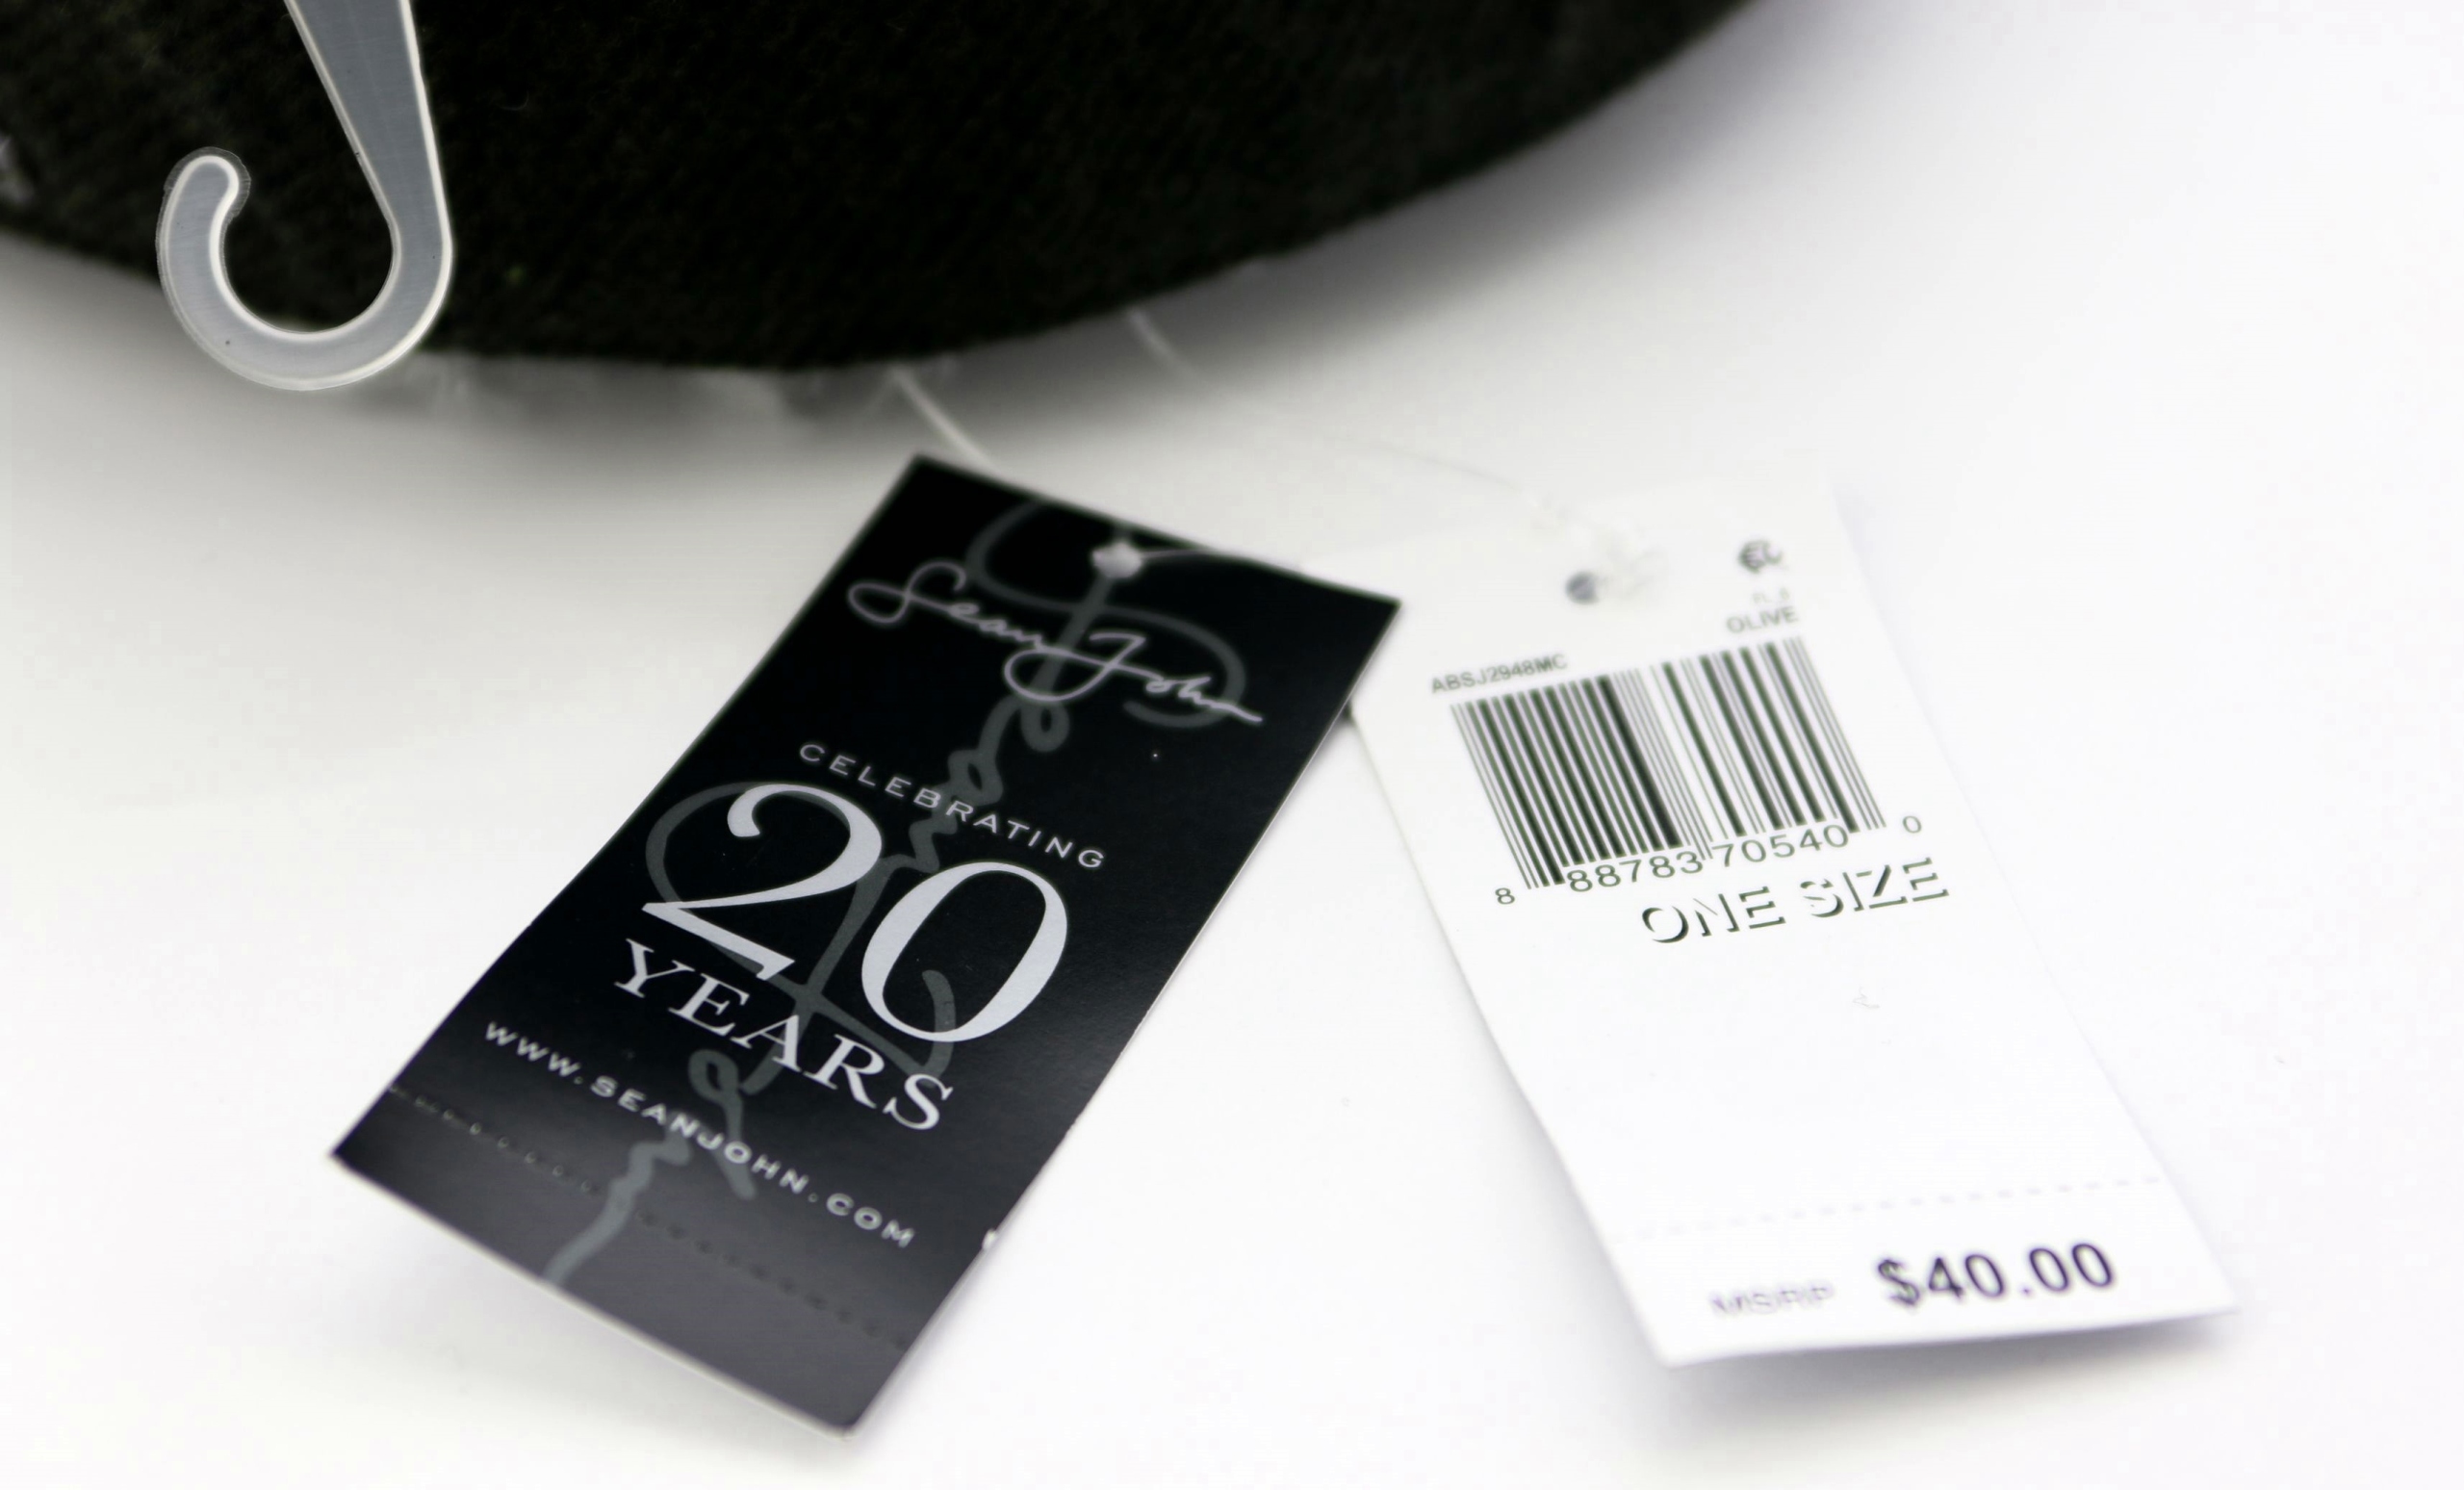 Sean John
CELEBRATING
20
YEARS
WWW.SEANJOHN.COM
OLIVE
ABSJ2948MC
8 88783 70540 0
ONE SIZE
MSRP $40.00